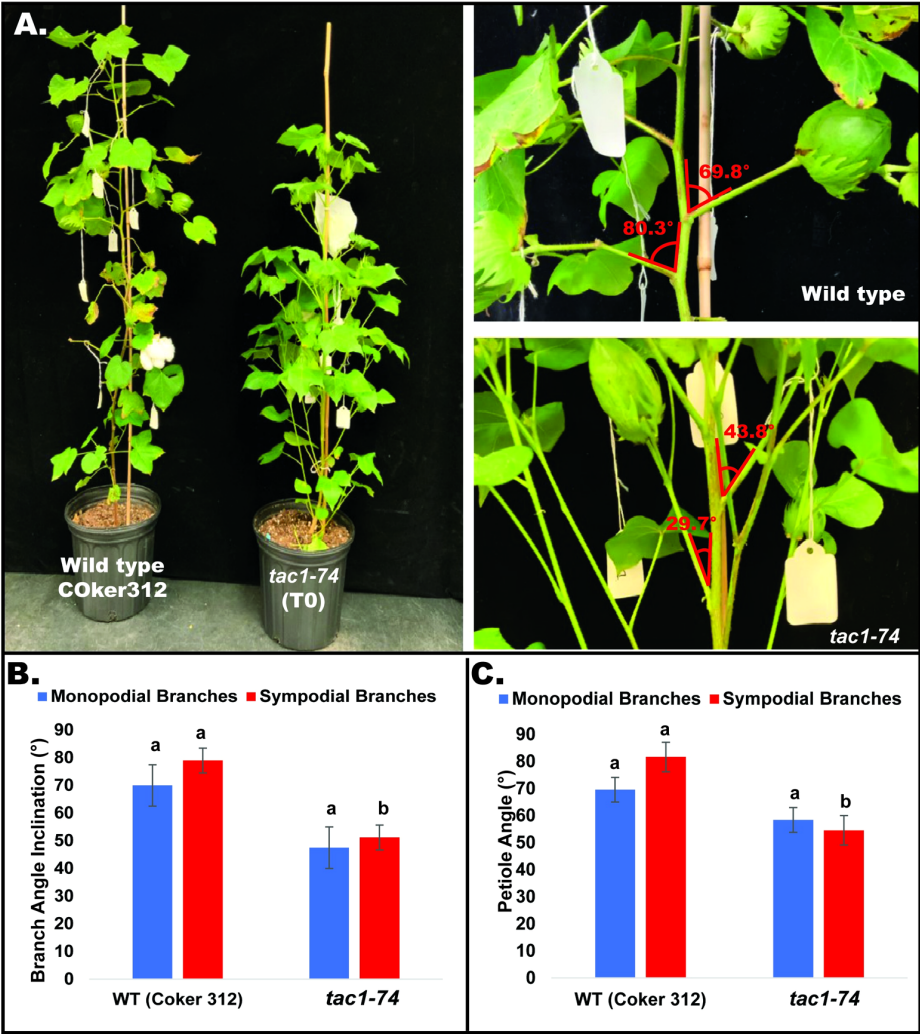 A.
Wild type
COker312
tac1-74
(T0)
69.8°
80.3°
Wild type
43.8°
29.7°
tac1-74
B.
Monopodial Branches Sympodial Branches
Branch Angle Inclination (°)
90
80
70
60
50
40
30
20
10
0
a a
a b
WT (Coker 312) tac1-74
C.
Monopodial Branches Sympodial Branches
Petiole Angle (°)
90
80
70
60
50
40
30
20
10
0
a a
a b
WT (Coker 312) tac1-74